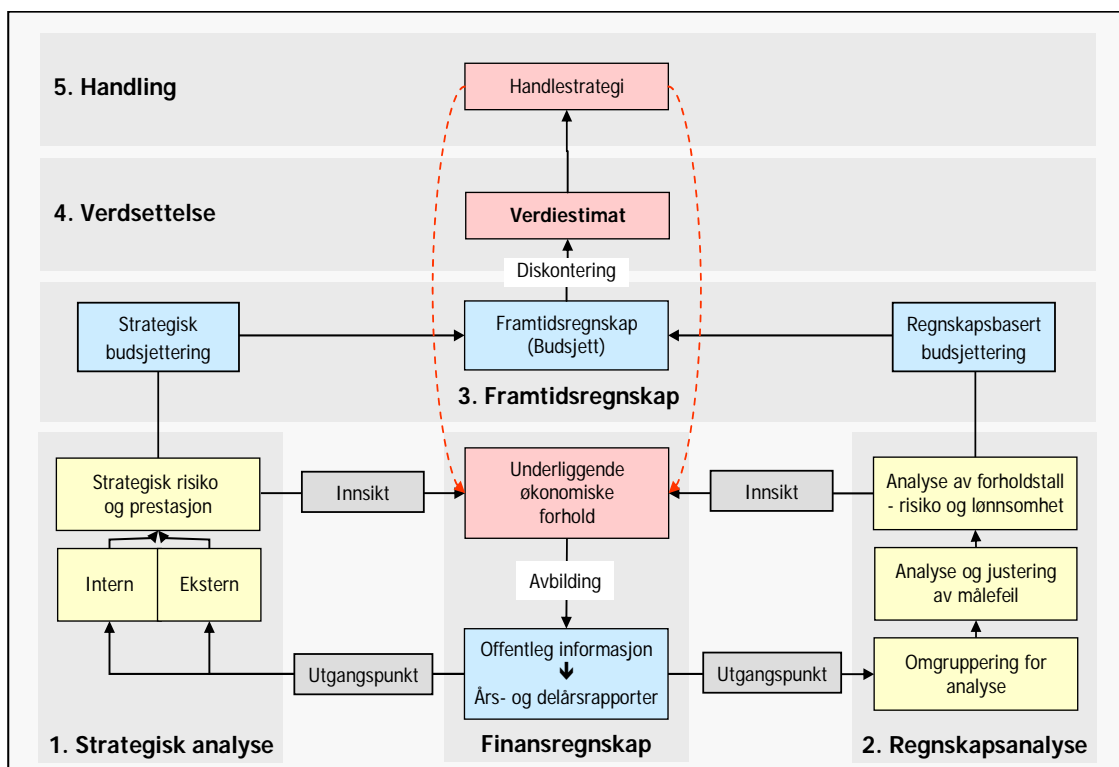 5. Handling
Handlestrategi
4. Verdsettelse
Verdiestimat
Diskontering
Strategisk
budsjettering
Framtidsregnskap
(Budsjett)
Regnskapsbasert
budsjettering
3. Framtidsregnskap
Strategisk risiko
og prestasjon
Innsikt
Underliggende
økonomiske
forhold
Innsikt
Analyse av forholdstall
- risiko og lønnsomhet
Intern
Ekstern
Avbilding
Analyse og justering
av målefeil
Utgangspunkt
Offentleg informasjon
Års- og delårsrapporter
Utgangspunkt
Omgruppering for
analyse
1. Strategisk analyse
Finansregnskap
2. Regnskapsanalyse